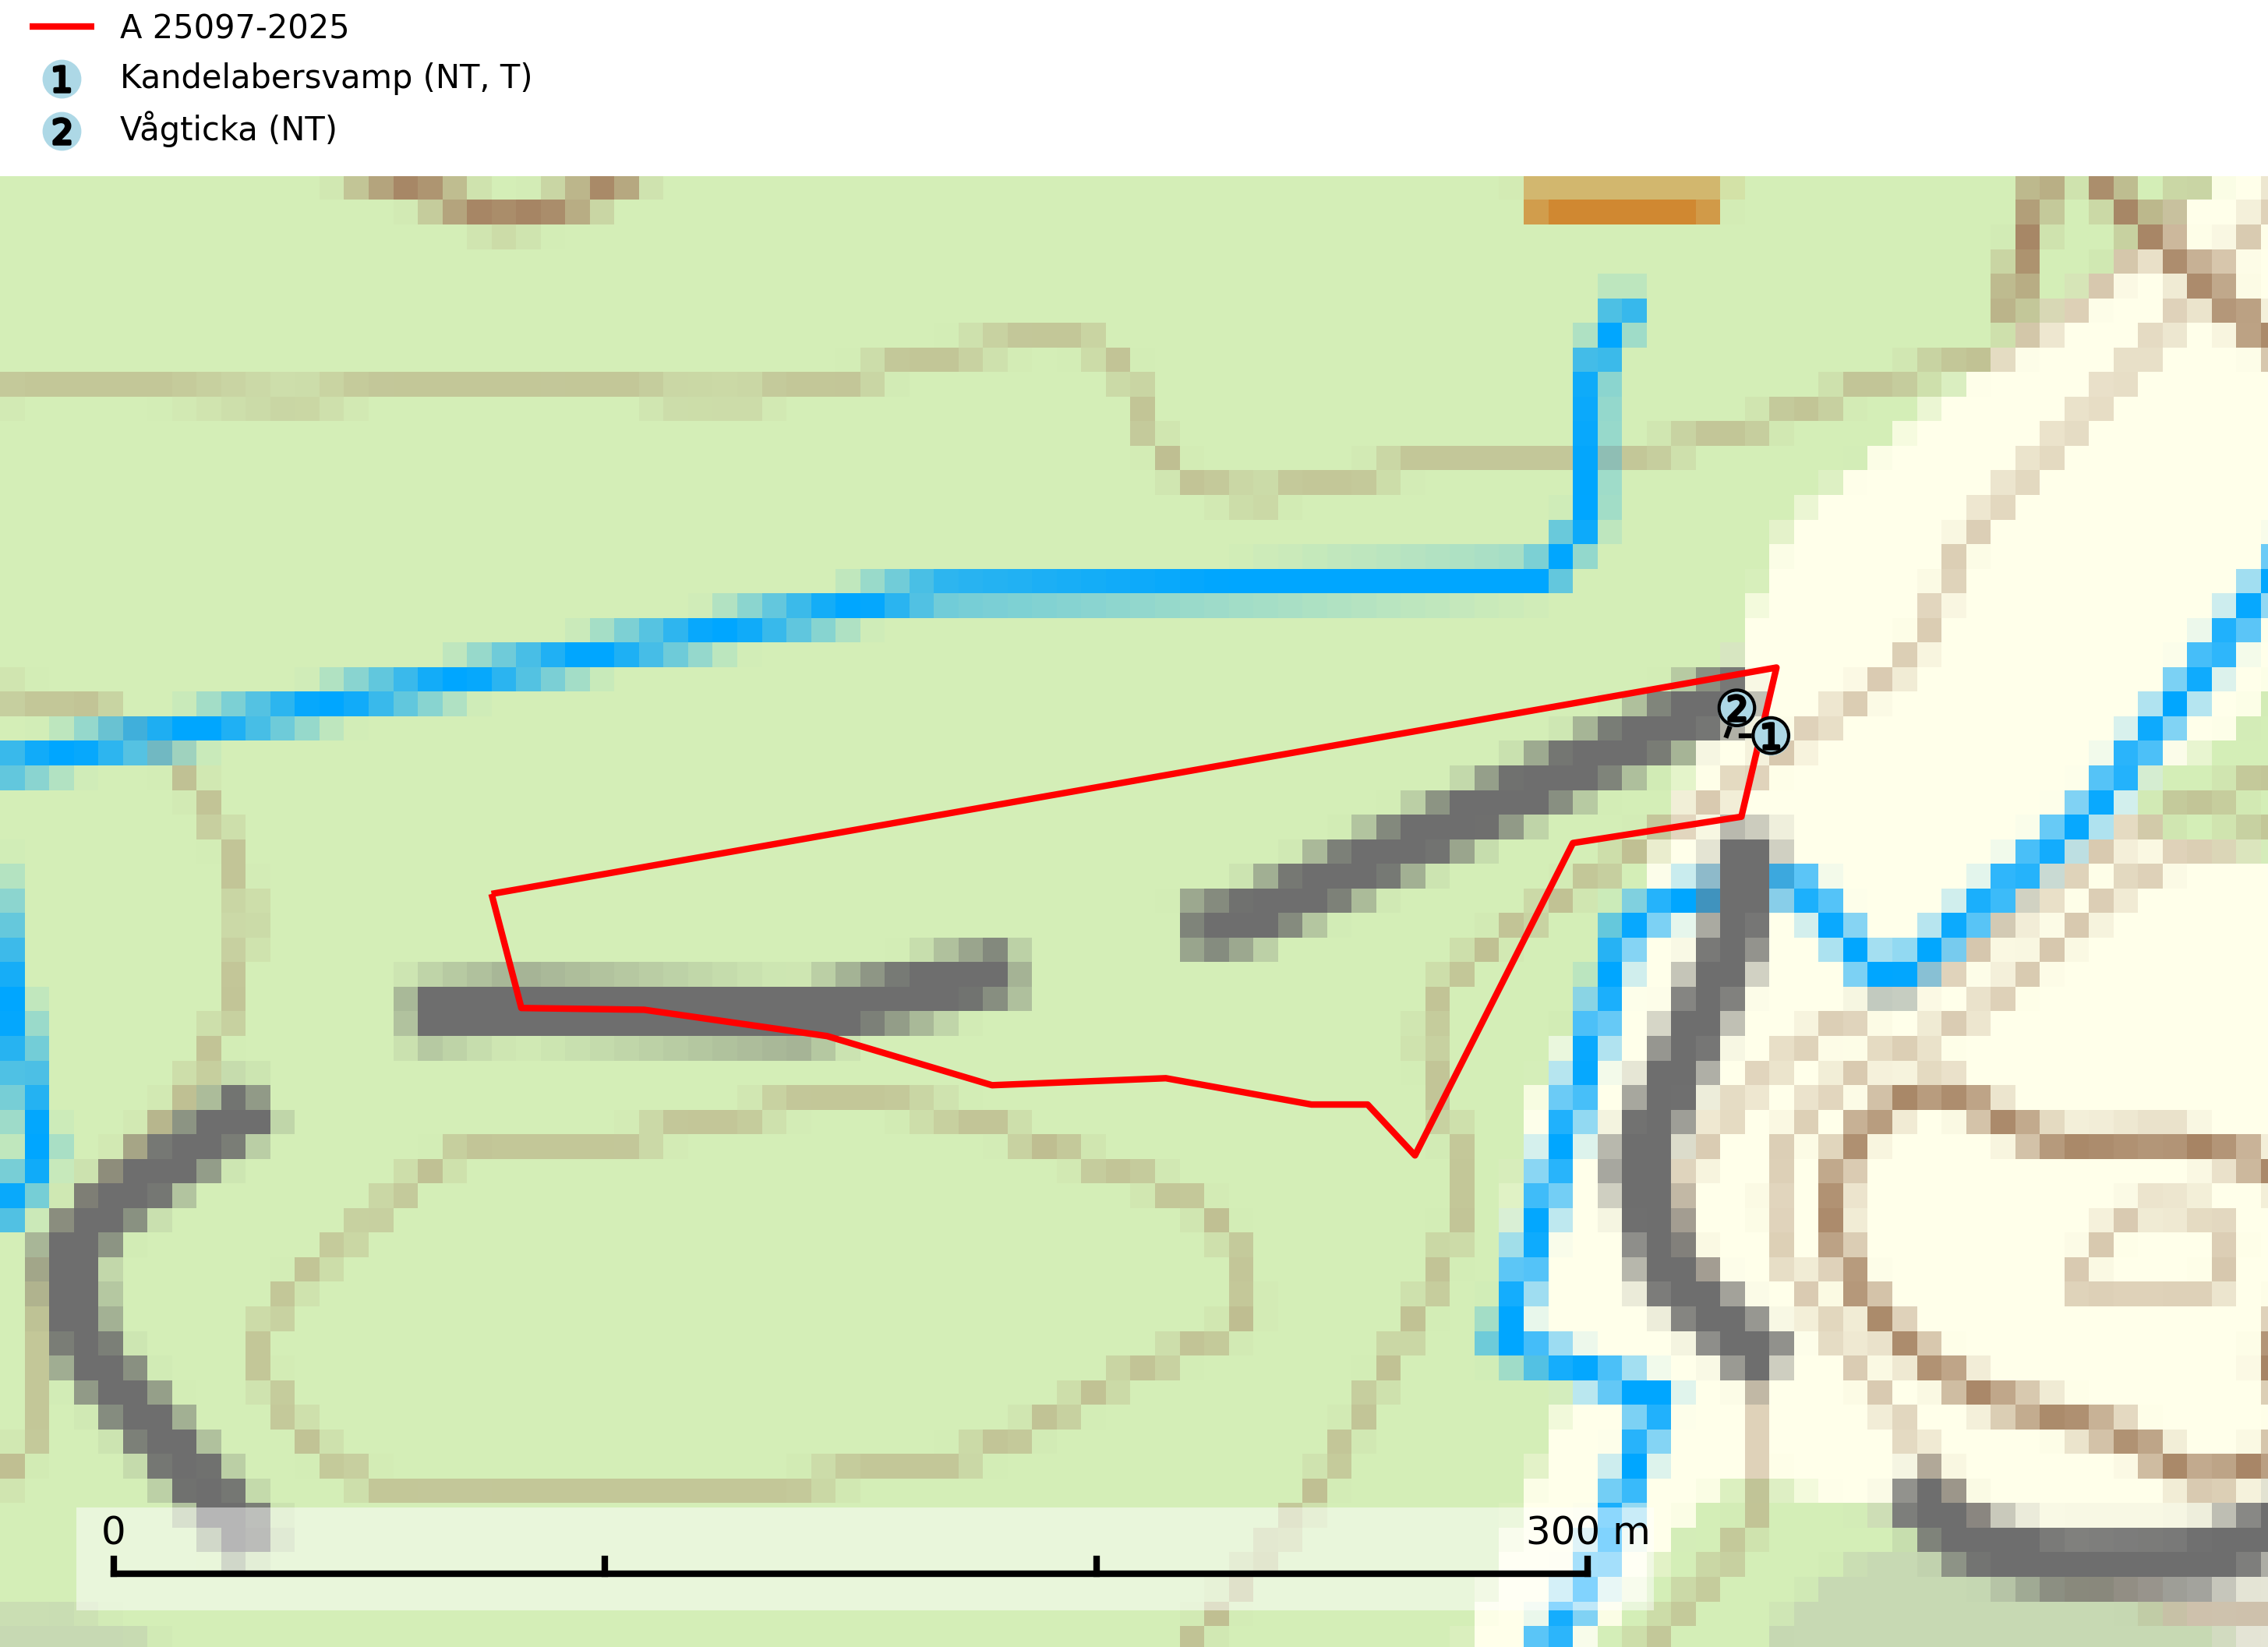 A 25097-2025
1 Kandelabersvamp (NT, T)
2 Vågticka (NT)
2
1
0 300 m